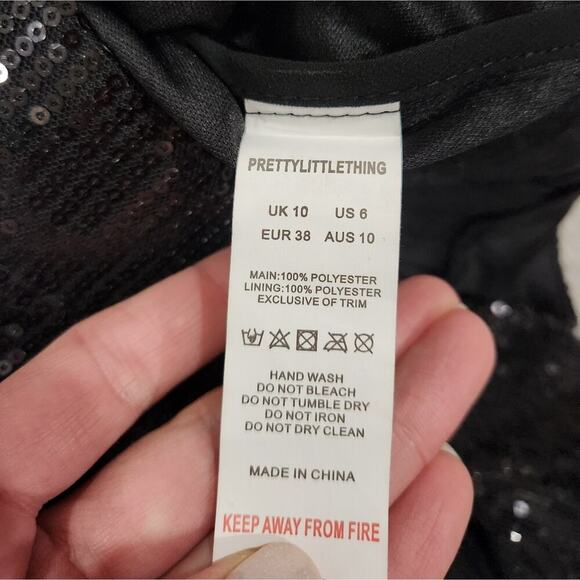 PRETTYLITTLETHING
UK 10 US 6
EUR 38 AUS 10
MAIN:100% POLYESTER
LINING:100% POLYESTER
EXCLUSIVE OF TRIM
HAND WASH
DO NOT BLEACH
DO NOT TUMBLE DRY
DO NOT IRON
DO NOT DRY CLEAN
MADE IN CHINA
KEEP AWAY FROM FIRE